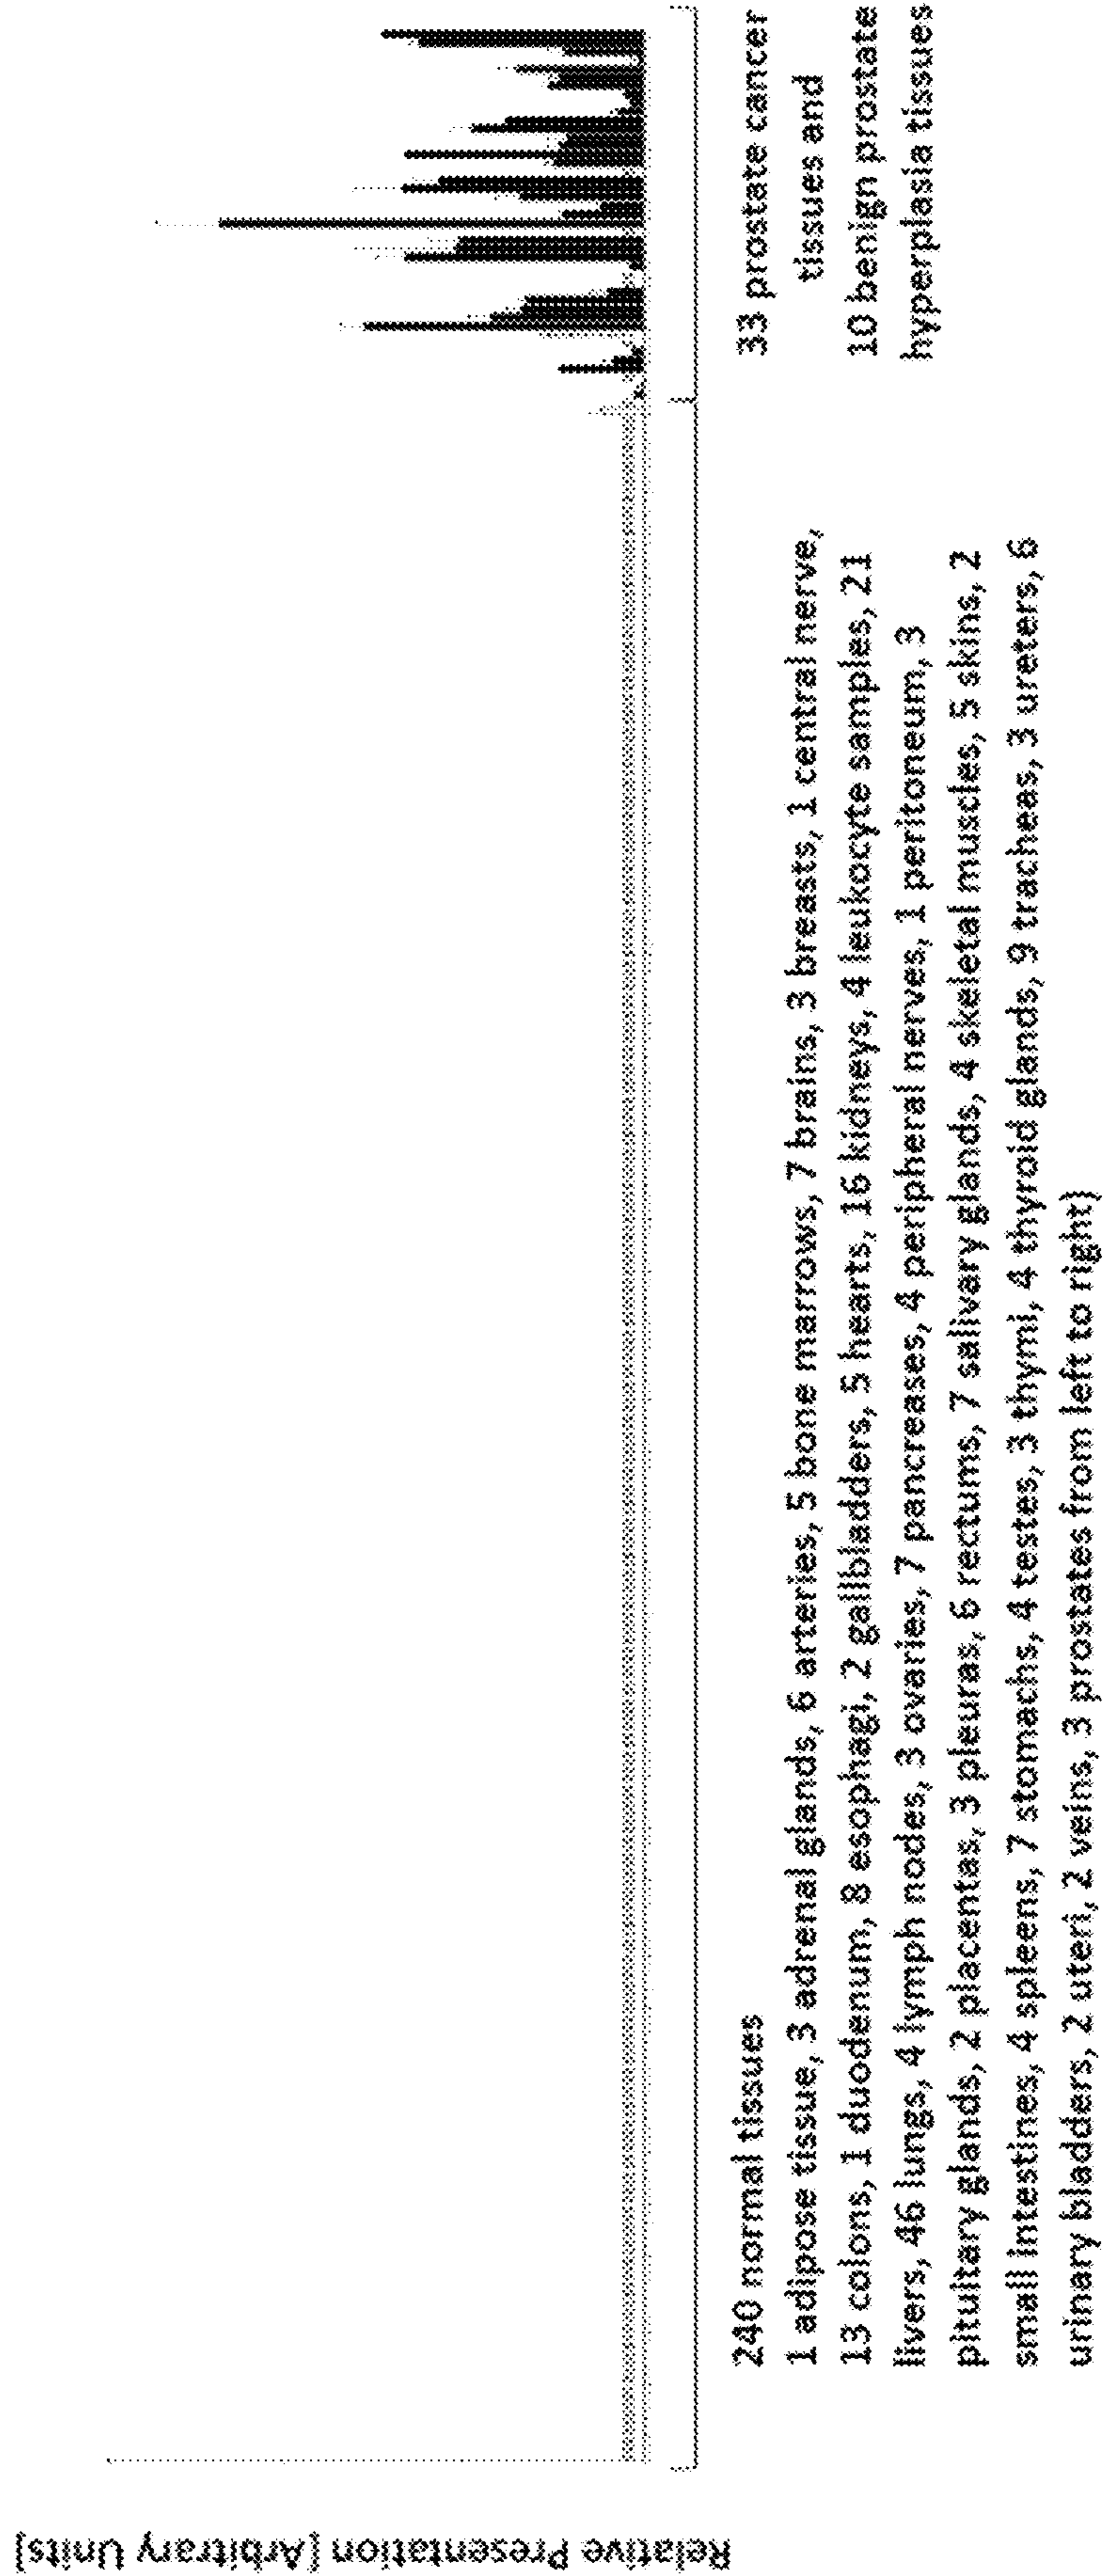 Relative Presentation [Arbitrary Units]
240 normal tissues
1 adipose tissue, 3 adrenal glands, 6 arteries, 5 bone marrows, 7 brains, 3 breasts, 1 central nerve,
13 colons, 1 duodenum, 8 esophagi, 2 gallbladders, 5 hearts, 16 kidneys, 4 leukocyte samples, 21
livers, 46 lungs, 4 lymph nodes, 3 ovaries, 7 pancreases, 4 peripheral nerves, 1 peritoneum, 3
pituitary glands, 2 placentas, 3 pleuras, 6 rectums, 7 salivary glands, 4 skeletal muscles, 5 skins, 2
small intestines, 4 spleens, 7 stomachs, 4 testes, 3 thymi, 4 thyroid glands, 9 tracheas, 3 ureters, 6
urinary bladders, 2 uteri, 2 veins, 3 prostates from left to right)
33 prostate cancer
tissues and
10 benign prostate
hyperplasia tissues